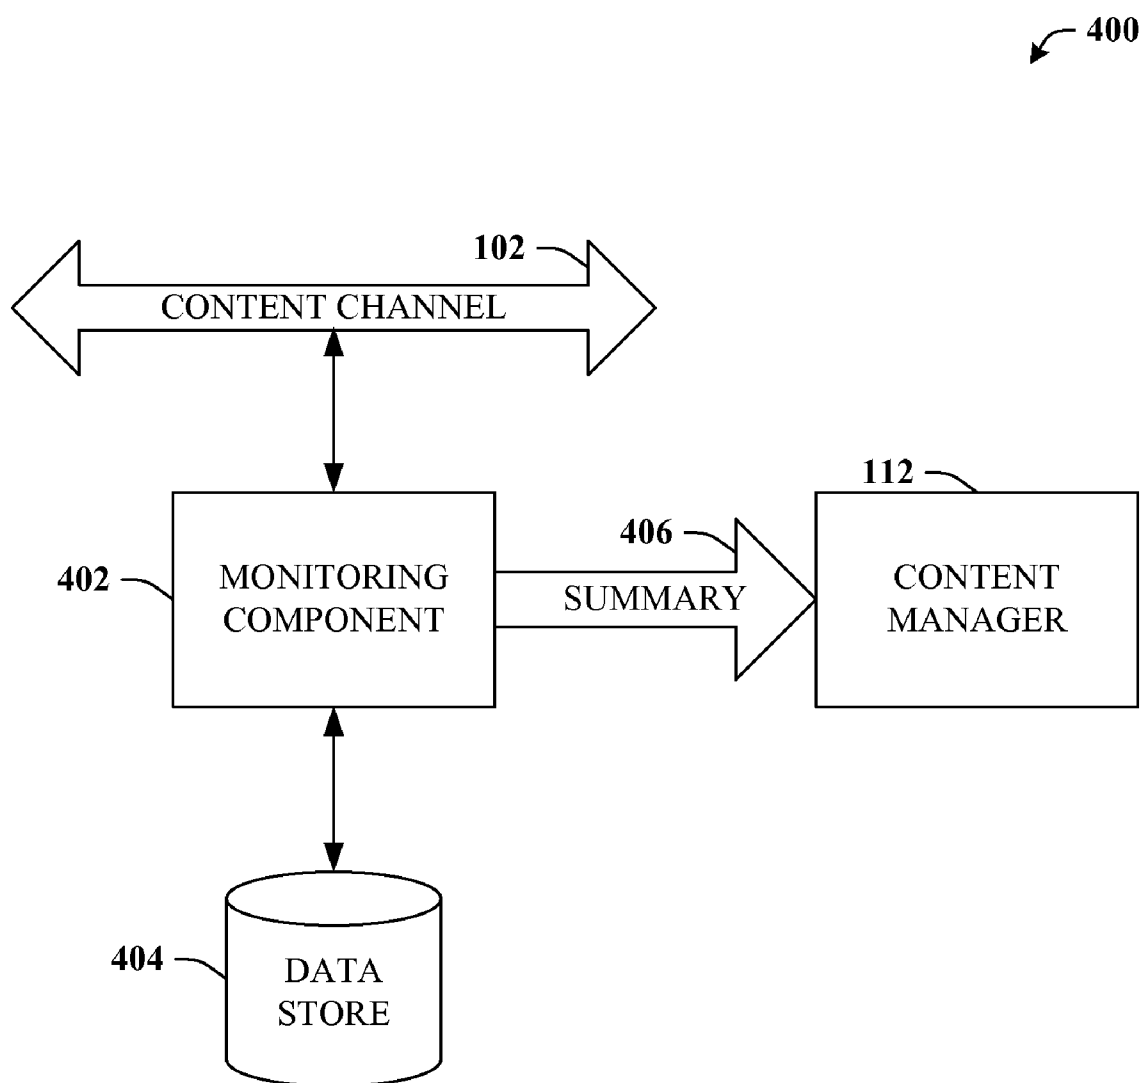 400
102
CONTENT CHANNEL
112
406
402
MONITORING
COMPONENT
SUMMARY
CONTENT
MANAGER
404
DATA
STORE